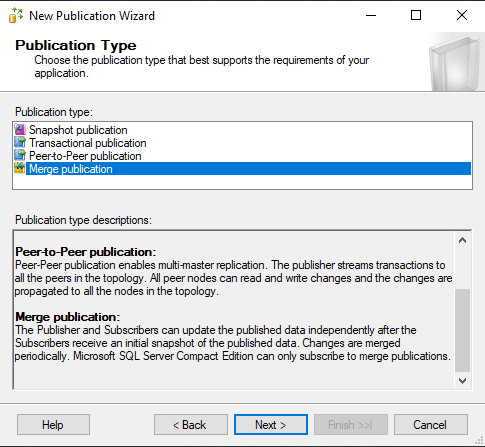 New Publication Wizard
Publication Type
Choose the publication type that best supports the requirements of your
application.
Publication type:
Snapshot publication
Transactional publication
Peer-to-Peer publication
Merge publication
Publication type descriptions:
Peer-to-Peer publication:
Peer-Peer publication enables multi-master replication. The publisher streams transactions to
all the peers in the topology. All peer nodes can read and write changes and the changes are
propagated to all the nodes in the topology.
Merge publication:
The Publisher and Subscribers can update the published data independently after the
Subscribers receive an initial snapshot of the published data. Changes are merged
periodically. Microsoft SQL Server Compact Edition can only subscribe to merge publications.
Help
< Back
Next >
Finish >>|
Cancel